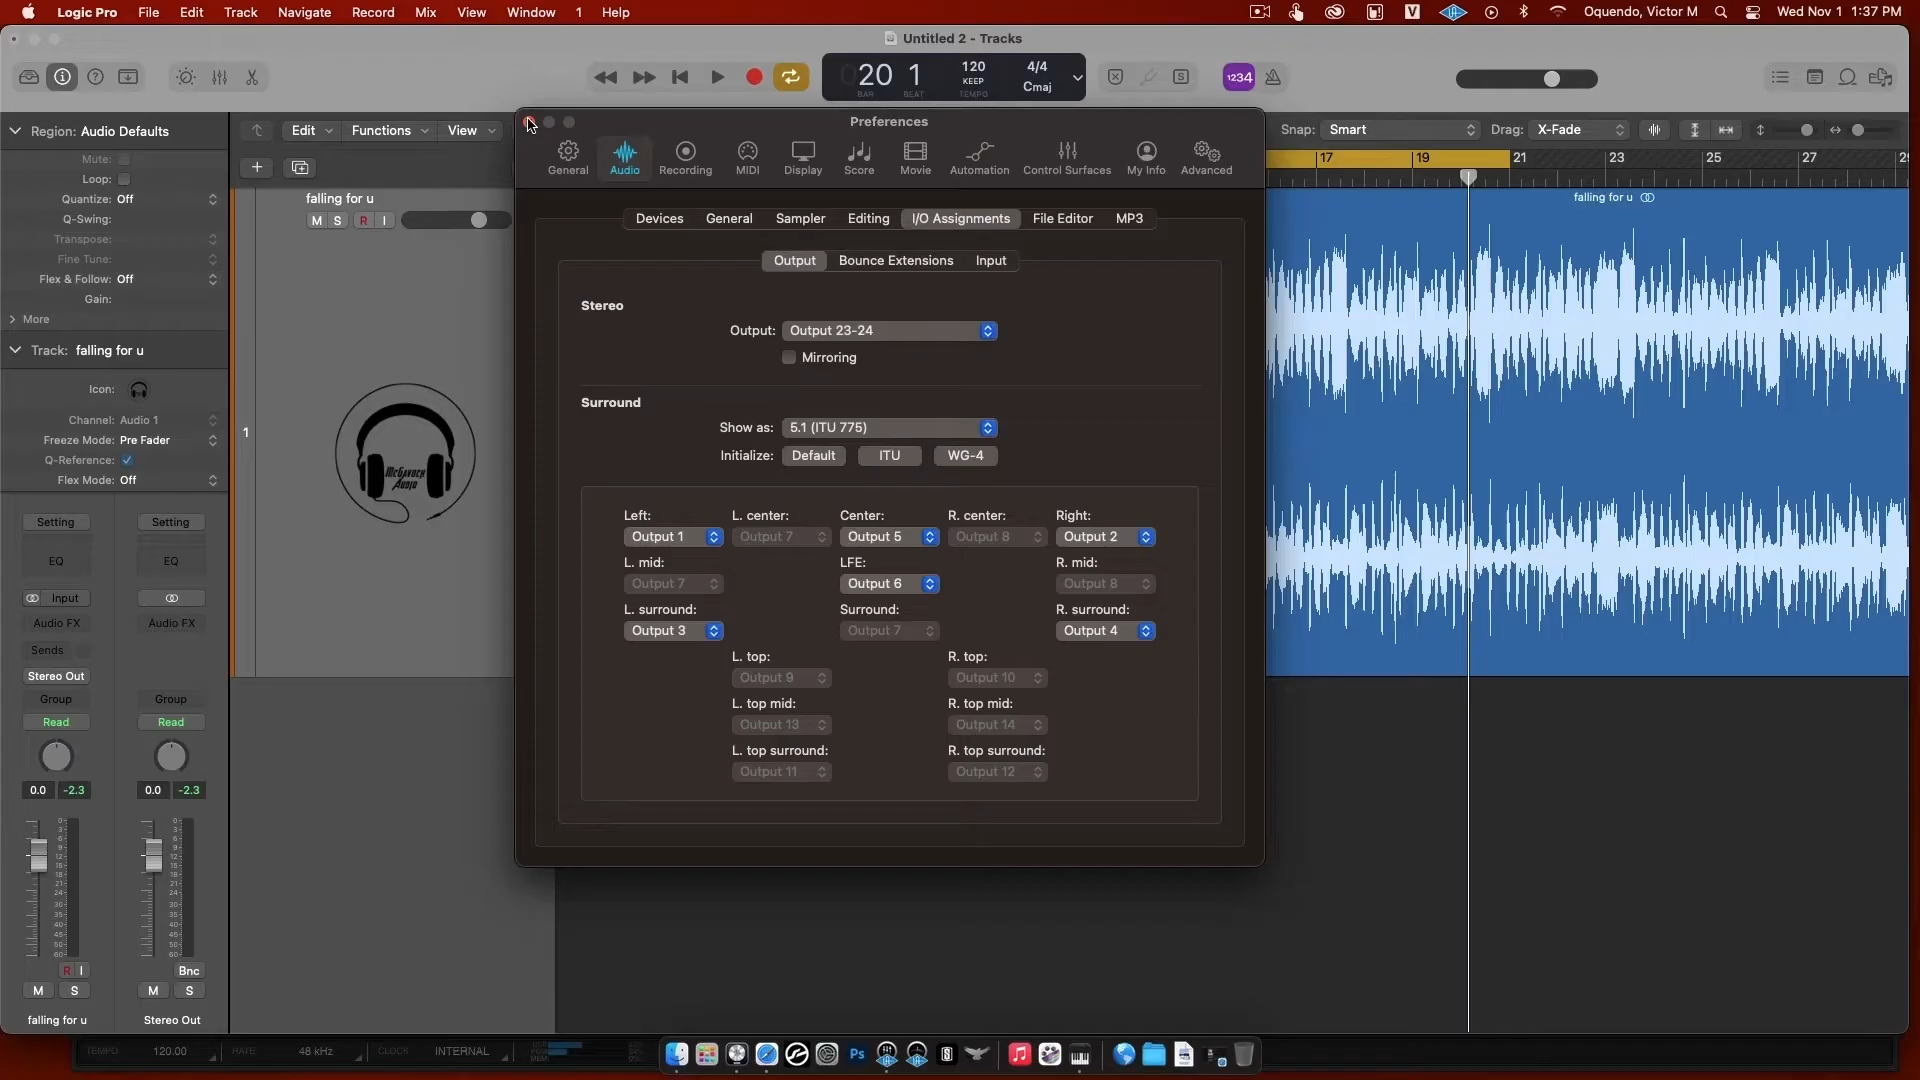 Logic Pro File Edit Track Navigate Record Mix View Window 1 Help
Oquendo, Victor M Wed Nov 1 1:37 PM
Untitled 2 - Tracks
20 1 120 4/4
KEEP Cmaj
BAR BEAT TEMPO
1234
Region: Audio Defaults
Mute:
Loop:
Quantize: Off
Q-Swing:
Transpose:
Fine Tune:
Flex & Follow: Off
Gain:
More
Track: falling for u
Icon:
Channel: Audio 1
Freeze Mode: Pre Fader
Q-Reference:
Flex Mode: Off
Setting Setting
EQ EQ
Input
Audio FX Audio FX
Sends
Stereo Out
Group Group
Read Read
0.0 -2.3 0.0 -2.3
R I Bnc
M S M S
falling for u Stereo Out
Edit Functions View
falling for u
M S R I
1
McGavock
Audio
Preferences
General Audio Recording MIDI Display Score Movie Automation Control Surfaces My Info Advanced
Devices General Sampler Editing I/O Assignments File Editor MP3
Output Bounce Extensions Input
Stereo
Output: Output 23-24
Mirroring
Surround
Show as: 5.1 (ITU 775)
Initialize: Default ITU WG-4
Left: L. center: Center: R. center: Right:
Output 1 Output 7 Output 5 Output 8 Output 2
L. mid: LFE: R. mid:
Output 7 Output 6 Output 8
L. surround: Surround: R. surround:
Output 3 Output 7 Output 4
L. top: R. top:
Output 9 Output 10
L. top mid: R. top mid:
Output 13 Output 14
L. top surround: R. top surround:
Output 11 Output 12
Snap: Smart Drag: X-Fade
17 19 21 23 25 27
falling for u
TEMPO 120.00 RATE 48 kHz CLOCK INTERNAL
Ps